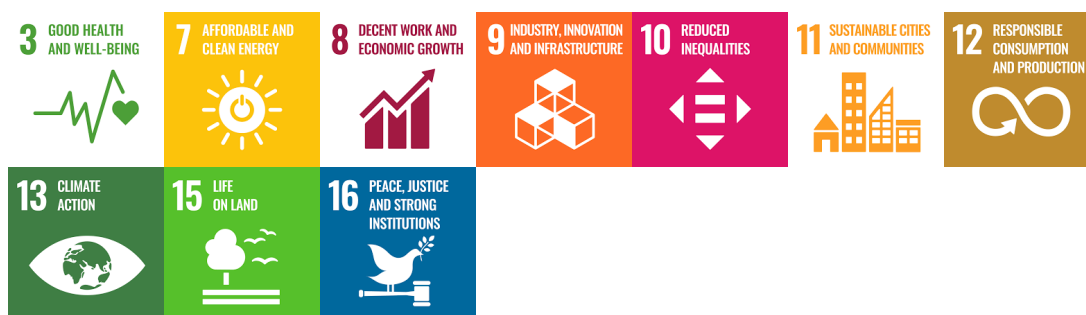 3 GOOD HEALTH
AND WELL-BEING
7 AFFORDABLE AND
CLEAN ENERGY
8 DECENT WORK AND
ECONOMIC GROWTH
9 INDUSTRY, INNOVATION
AND INFRASTRUCTURE
10 REDUCED
INEQUALITIES
11 SUSTAINABLE CITIES
AND COMMUNITIES
12 RESPONSIBLE
CONSUMPTION
AND PRODUCTION
13 CLIMATE
ACTION
15 LIFE
ON LAND
16 PEACE, JUSTICE
AND STRONG
INSTITUTIONS